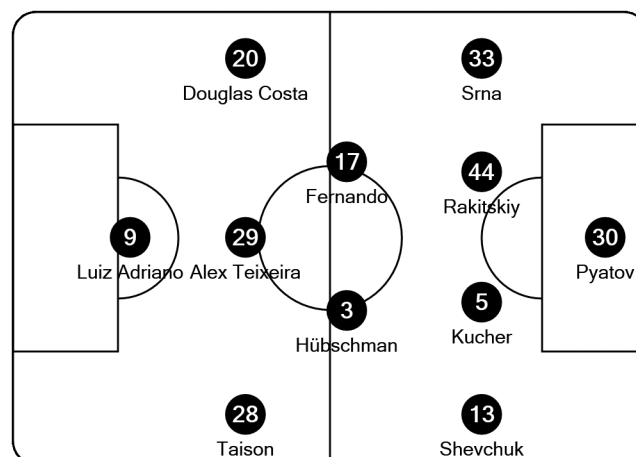 20
Douglas Costa
33
Srna
17
Fernando
44
Rakitskiy
9
Luiz Adriano
29
Alex Teixeira
30
Pyatov
3
Hübschman
5
Kucher
28
Taison
13
Shevchuk